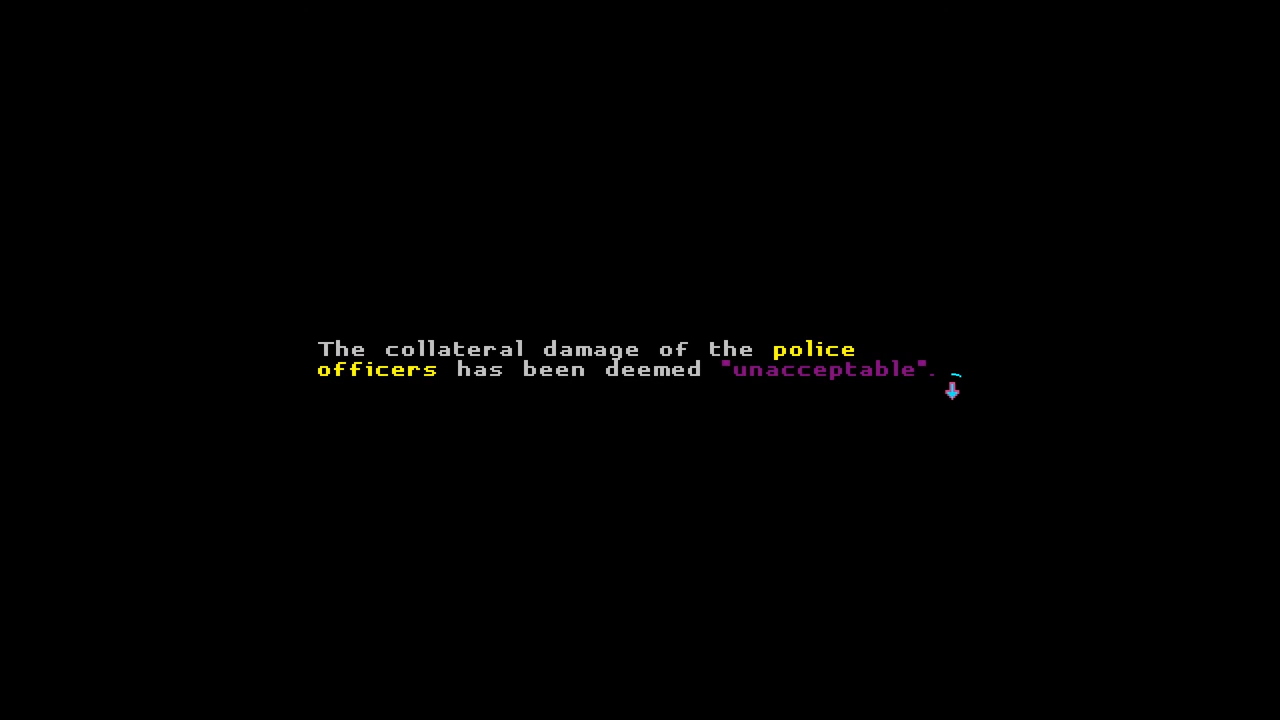 The collateral damage of the police
officers has been deemed "unacceptable".